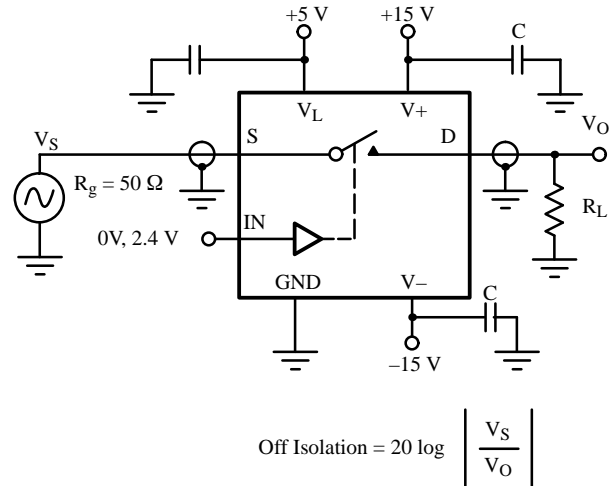 +5 V
+15 V
C
V_L
V+
V_O
V_S
S
D
R_g = 50 Ω
R_L
0V, 2.4 V
IN
GND
V–
C
–15 V
Off Isolation = 20 log | V_S / V_O |